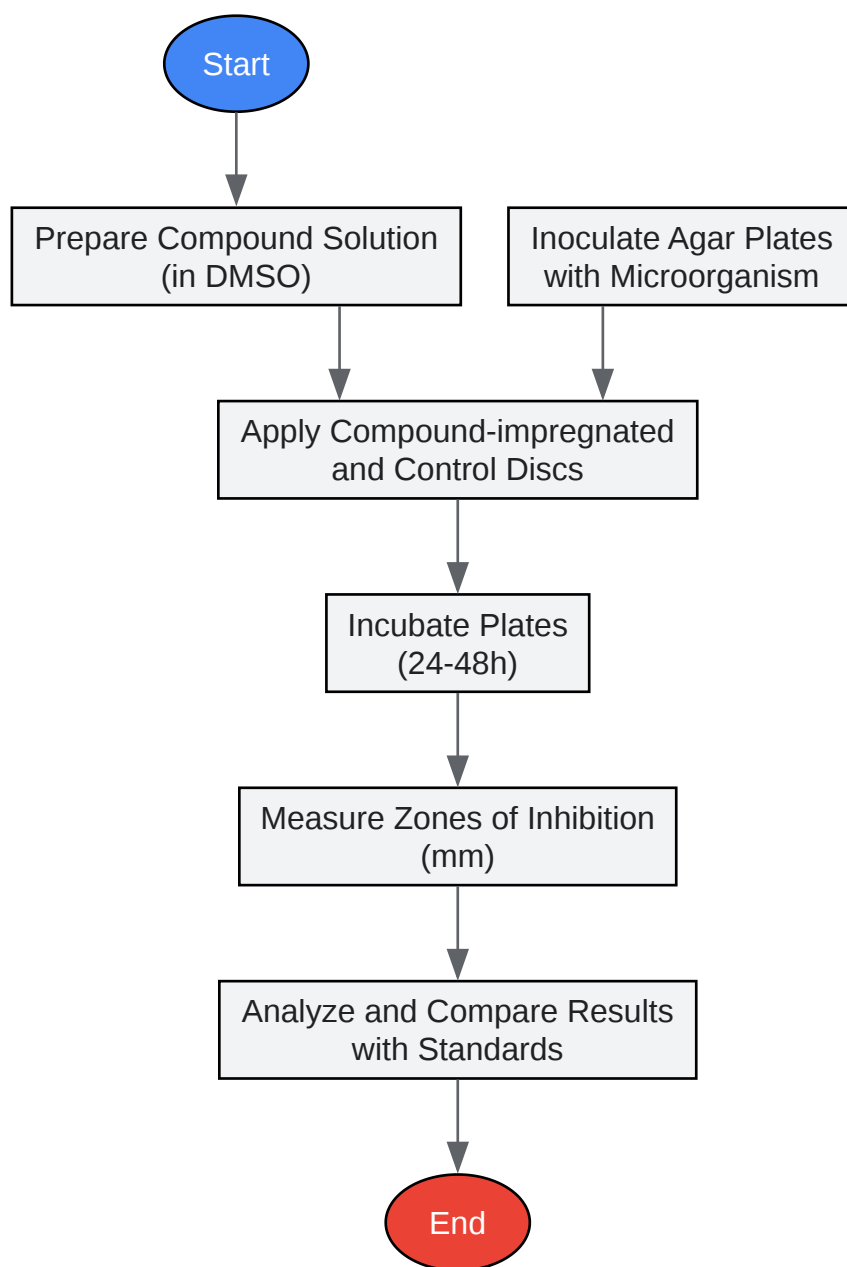 Start
Prepare Compound Solution
(in DMSO)
Inoculate Agar Plates
with Microorganism
Apply Compound-impregnated
and Control Discs
Incubate Plates
(24-48h)
Measure Zones of Inhibition
(mm)
Analyze and Compare Results
with Standards
End